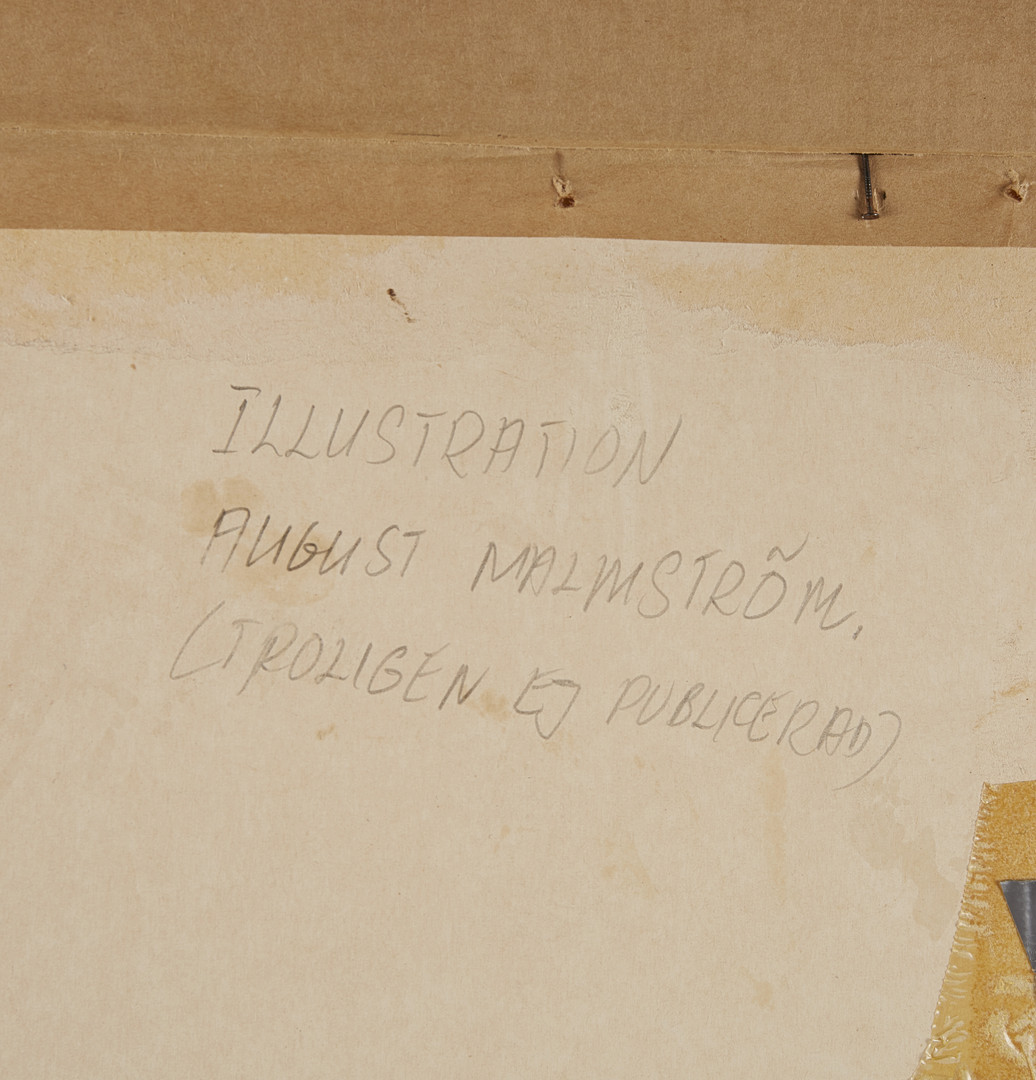 ILLUSTRATION
AUGUST MALMSTRÖM.
(TROLIGEN EJ PUBLICERAD)